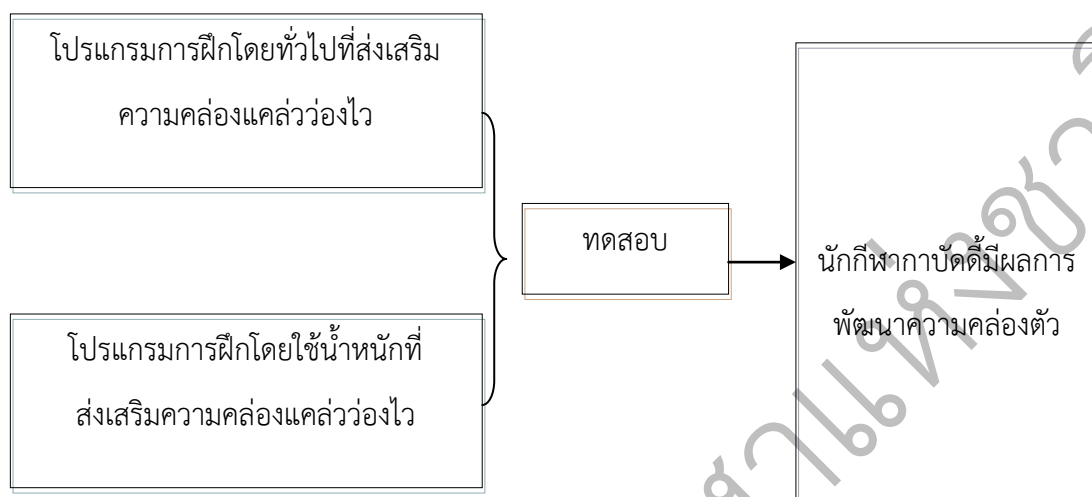 โปรแกรมการฝึกโดยทั่วไปที่ส่งเสริม
ความคล่องแคล่วว่องไว
โปรแกรมการฝึกโดยใช้น้ำหนักที่
ส่งเสริมความคล่องแคล่วว่องไว
ทดสอบ
นักกีฬากาบัดดี้มีผลการ
พัฒนาความคล่องตัว